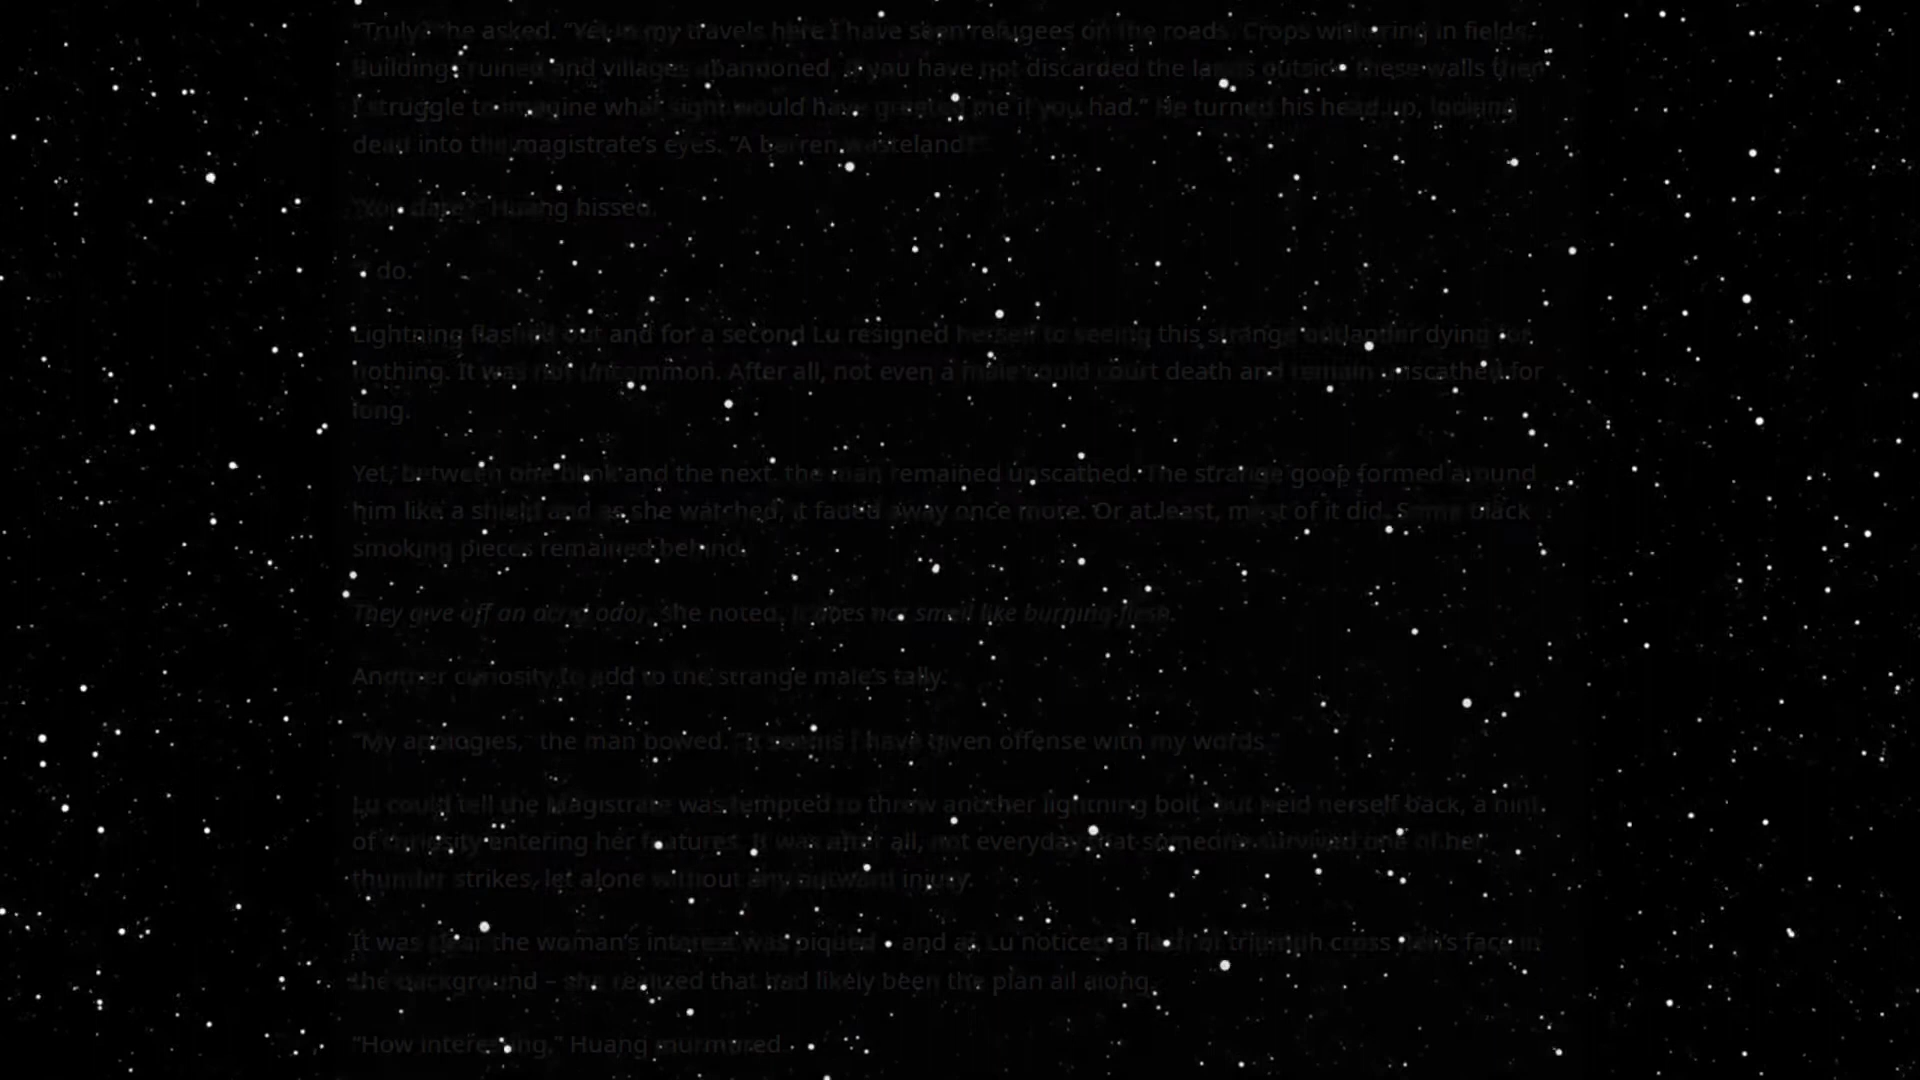 "Truly?" he asked. "Yet in my travels here I have seen refugees on the roads. Crops withering in fields.
Buildings ruined and villages abandoned. If you have not discarded the lands outside these walls then
I struggle to imagine what sight would have greeted me if you had." He turned his head up, looking
dead into the magistrate's eyes. "A barren wasteland?"
"You dare?" Huang hissed.
"I do."
Lightning flashed out and for a second Lu resigned herself to seeing this strange outlander dying for
nothing. It was not uncommon. After all, not even a male could court death and remain unscathed for
long.
Yet, between one blink and the next, the man remained unscathed. The strange goop formed around
him like a shield and as she watched, it faded away once more. Or at least, most of it did. Some black
smoking pieces remained behind.
They give off an acrid odor, she noted. It does not smell like burning flesh.
Another curiosity to add to the strange male's tally.
"My apologies," the man bowed. "It seems I have given offense with my words."
Lu could tell the Magistrate was tempted to throw another lightning bolt, but held herself back, a hint
of curiosity entering her features. It was after all, not everyday that someone survived one of her
thunder strikes, let alone without any outward injury.
It was clear the woman's interest was piqued - and as Lu noticed a flash of triumph cross face in
the background – she realized that had likely been the plan all along.
"How interesting," Huang murmured